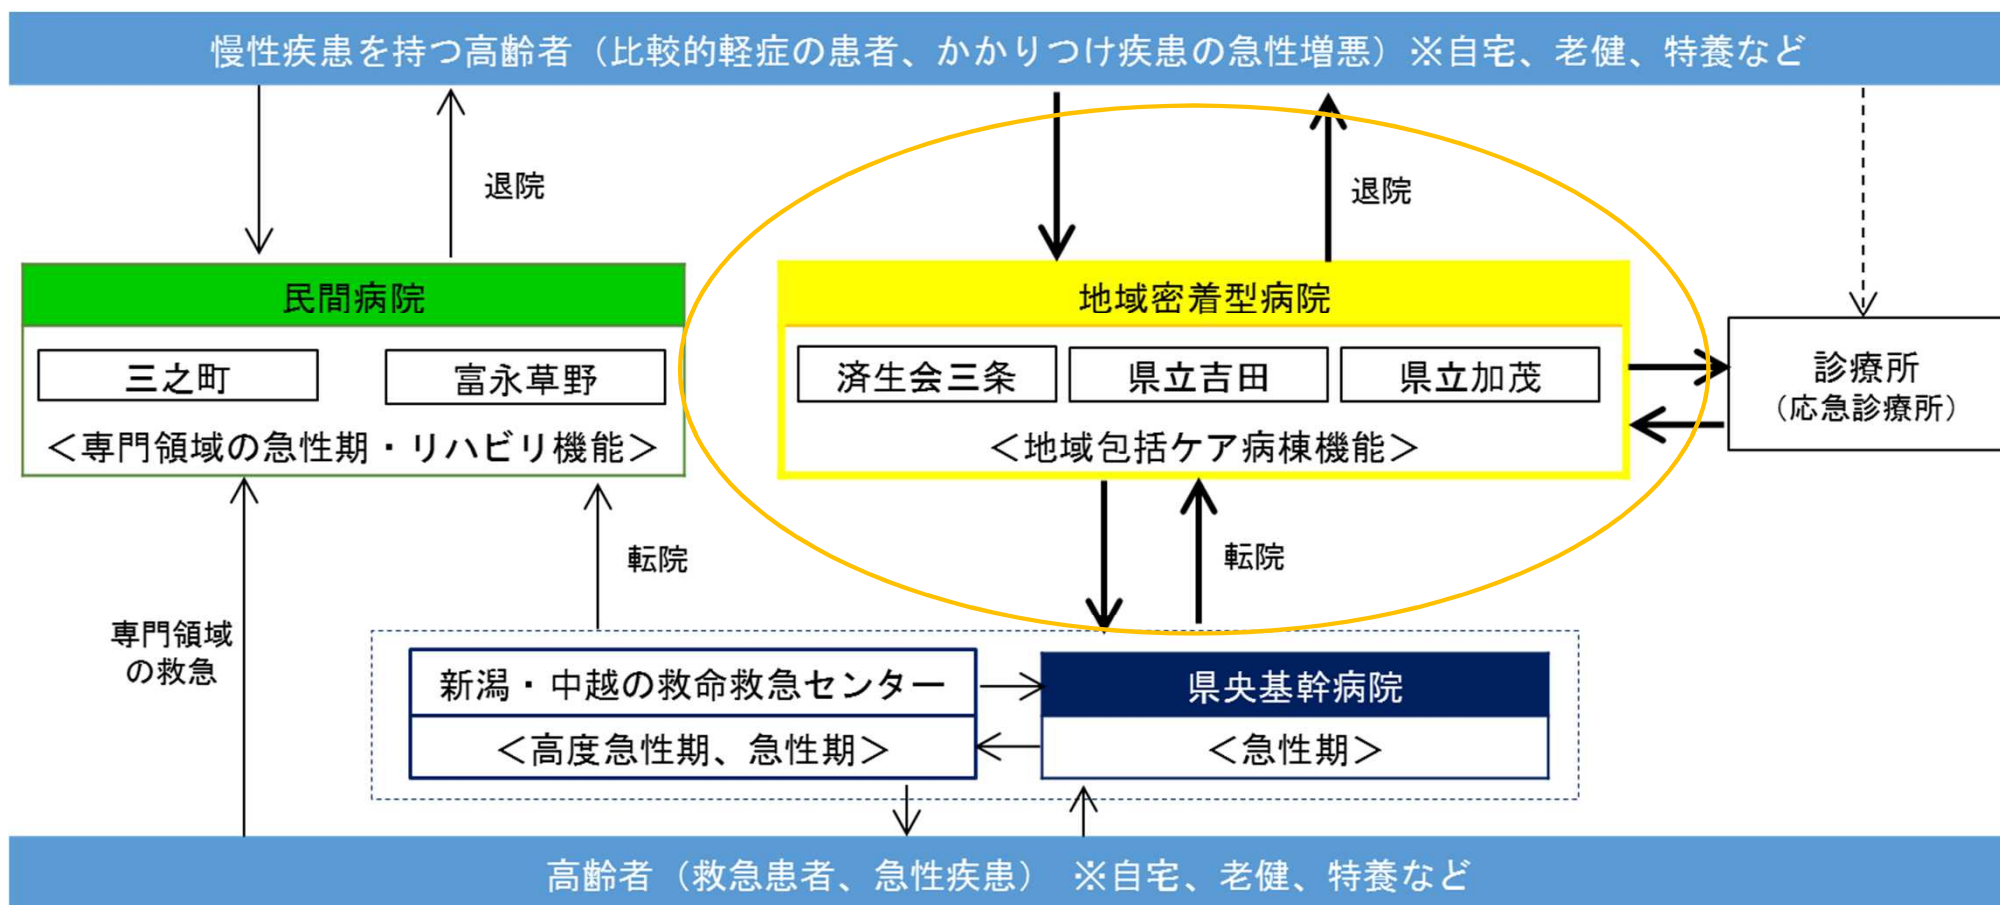 慢性疾患を持つ高齢者（比較的軽症の患者、かかりつけ疾患の急性増悪）※自宅、老健、特養など
退院
退院
民間病院
三之町
富永草野
＜専門領域の急性期・リハビリ機能＞
地域密着型病院
済生会三条
県立吉田
県立加茂
＜地域包括ケア病棟機能＞
診療所
（応急診療所）
転院
転院
専門領域
の救急
新潟・中越の救命救急センター
＜高度急性期、急性期＞
県央基幹病院
＜急性期＞
高齢者（救急患者、急性疾患）　※自宅、老健、特養など